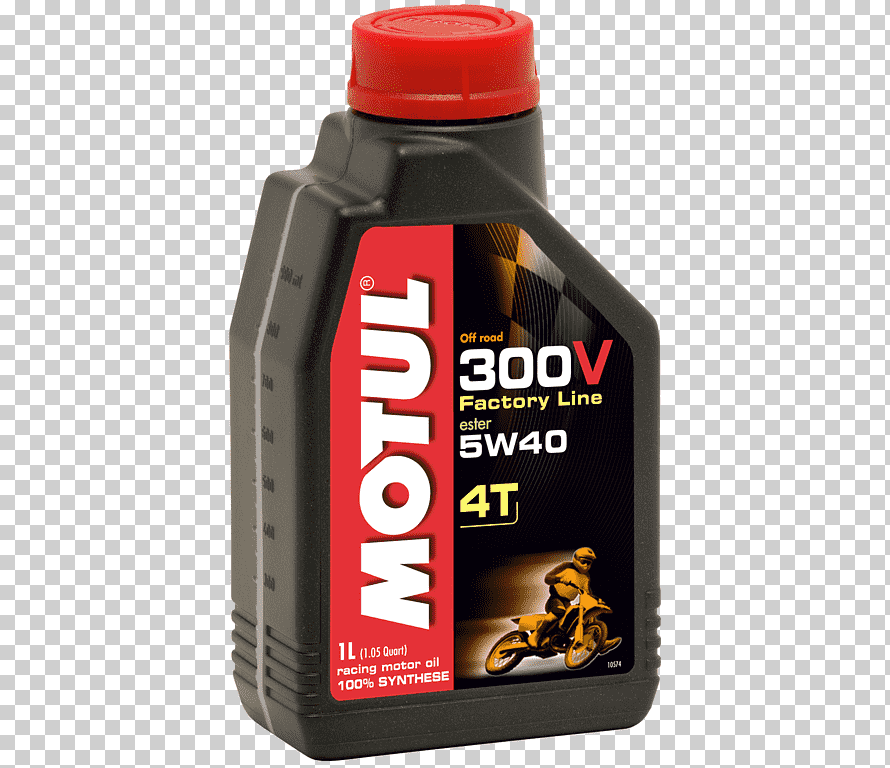 MOTUL®
Off road
300V
Factory Line
ester
5W40
4T
1L (1.05 Quart)
racing motor oil
100% SYNTHESE
10574